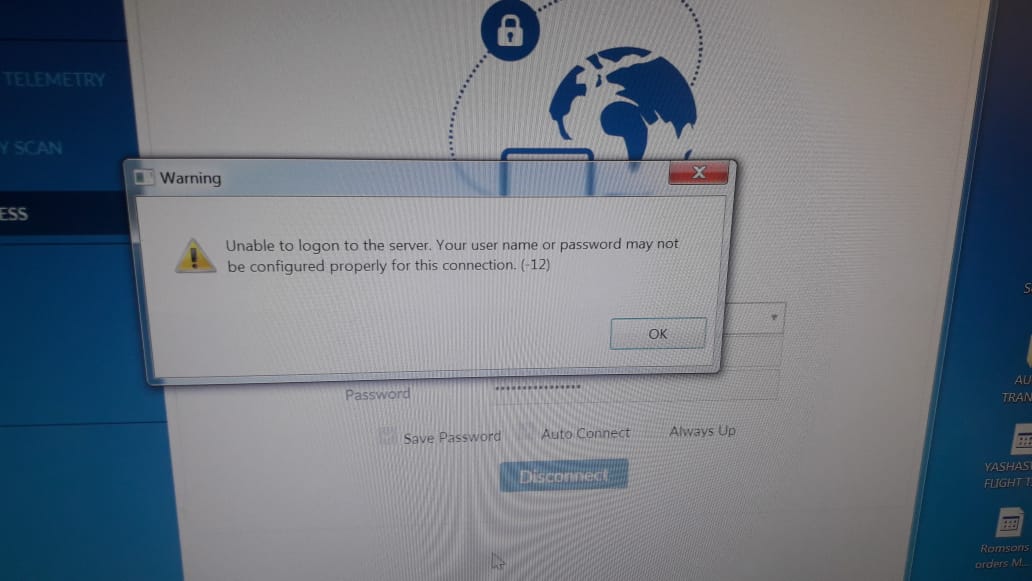 TELEMETRY
Y SCAN
ESS
Warning
Unable to logon to the server. Your user name or password may not
be configured properly for this connection. (-12)
OK
Password
Save Password
Auto Connect
Always Up
Disconnect
AU
TRAN
YASHAS
FLIGHT T
Romsons
orders M...